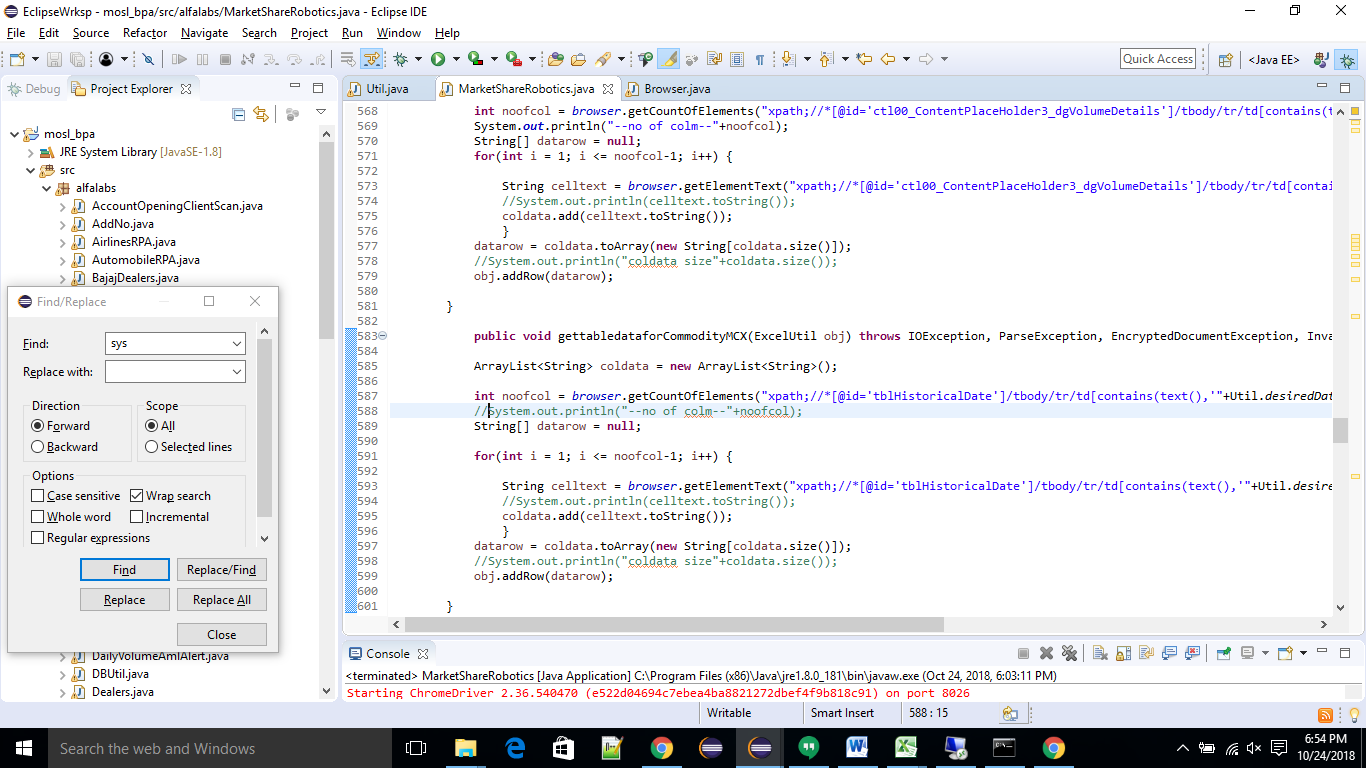 EclipseWrksp - mosl_bpa/src/alfalabs/MarketShareRobotics.java - Eclipse IDE
File Edit Source Refactor Navigate Search Project Run Window Help
Quick Access <Java EE>
Debug Project Explorer
mosl_bpa
JRE System Library [JavaSE-1.8]
src
alfalabs
AccountOpeningClientScan.java
AddNo.java
AirlinesRPA.java
AutomobileRPA.java
BajajDealers.java
Find/Replace
Find: sys
Replace with:
Direction Scope
Forward All
Backward Selected lines
Options
Case sensitive Wrap search
Whole word Incremental
Regular expressions
Find Replace/Find
Replace Replace All
Close
DailyVolumeAmlAlert.java
DBUtil.java
Dealers.java
Util.java MarketShareRobotics.java Browser.java
568 int noofcol = browser.getCountOfElements("xpath;//*[@id='ctl00_ContentPlaceHolder3_dgVolumeDetails']/tbody/tr/td[contains(t
569 System.out.println("--no of colm--"+noofcol);
570 String[] datarow = null;
571 for(int i = 1; i <= noofcol-1; i++) {
572
573 String celltext = browser.getElementText("xpath;//*[@id='ctl00_ContentPlaceHolder3_dgVolumeDetails']/tbody/tr/td[contai
574 //System.out.println(celltext.toString());
575 coldata.add(celltext.toString());
576 }
577 datarow = coldata.toArray(new String[coldata.size()]);
578 //System.out.println("coldata size"+coldata.size());
579 obj.addRow(datarow);
580
581 }
582
583 public void gettabledataforCommodityMCX(ExcelUtil obj) throws IOException, ParseException, EncryptedDocumentException, Inva
584
585 ArrayList<String> coldata = new ArrayList<String>();
586
587 int noofcol = browser.getCountOfElements("xpath;//*[@id='tblHistoricalDate']/tbody/tr/td[contains(text(),'"+Util.desiredDat
588 //System.out.println("--no of colm--"+noofcol);
589 String[] datarow = null;
590
591 for(int i = 1; i <= noofcol-1; i++) {
592
593 String celltext = browser.getElementText("xpath;//*[@id='tblHistoricalDate']/tbody/tr/td[contains(text(),'"+Util.desire
594 //System.out.println(celltext.toString());
595 coldata.add(celltext.toString());
596 }
597 datarow = coldata.toArray(new String[coldata.size()]);
598 //System.out.println("coldata size"+coldata.size());
599 obj.addRow(datarow);
600
601 }
Console
<terminated> MarketShareRobotics [Java Application] C:\Program Files (x86)\Java\jre1.8.0_181\bin\javaw.exe (Oct 24, 2018, 6:03:11 PM)
Starting ChromeDriver 2.36.540470 (e522d04694c7ebea4ba8821272dbef4f9b818c91) on port 8026
Writable Smart Insert 588 : 15
Search the web and Windows
6:54 PM
10/24/2018